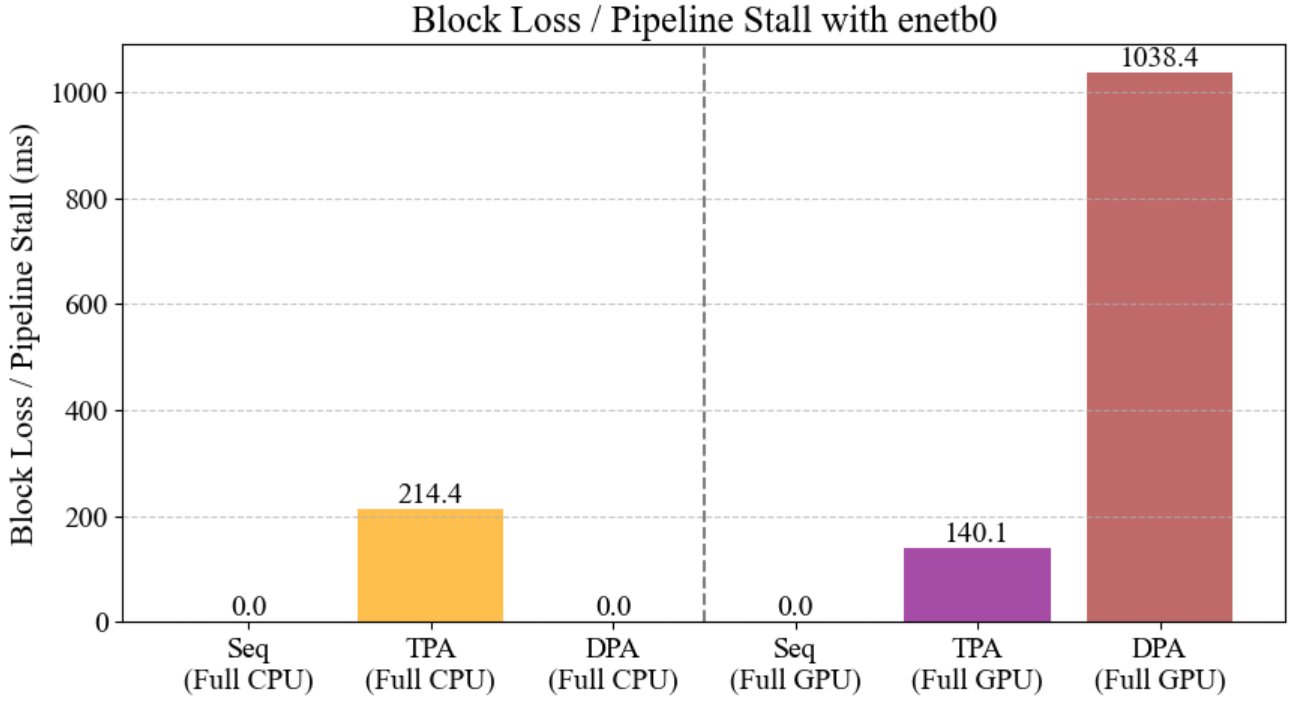 Block Loss / Pipeline Stall with enetb0
Block Loss / Pipeline Stall (ms)
1000
800
600
400
200
0
0.0
214.4
0.0
0.0
140.1
1038.4
Seq
(Full CPU)
TPA
(Full CPU)
DPA
(Full CPU)
Seq
(Full GPU)
TPA
(Full GPU)
DPA
(Full GPU)